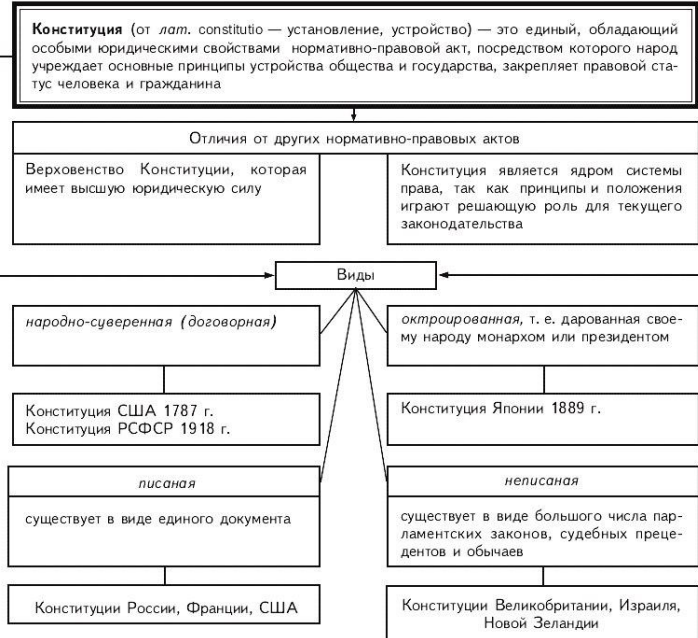 Конституция (от лат. constitutio — установление, устройство) — это единый, обладающий
особыми юридическими свойствами нормативно-правовой акт, посредством которого народ
учреждает основные принципы устройства общества и государства, закрепляет правовой ста-
тус человека и гражданина
Отличия от других нормативно-правовых актов
Верховенство Конституции, которая
имеет высшую юридическую силу
Конституция является ядром системы
права, так как принципы и положения
играют решающую роль для текущего
законодательства
Виды
народно-суверенная (договорная)
октроированная, т. е. дарованная свое-
му народу монархом или президентом
Конституция США 1787 г.
Конституция РСФСР 1918 г.
Конституция Японии 1889 г.
писаная
существует в виде единого документа
неписаная
существует в виде большого числа пар-
ламентских законов, судебных преце-
дентов и обычаев
Конституции России, Франции, США
Конституции Великобритании, Израиля,
Новой Зеландии